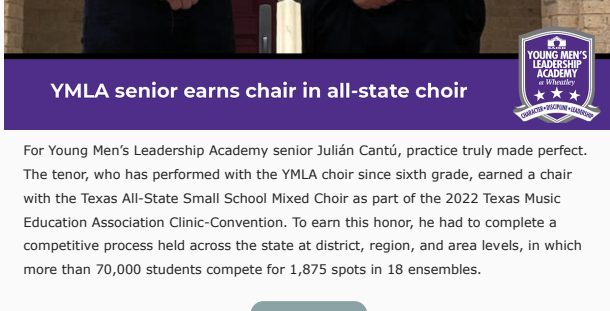 YMLA senior earns chair in all-state choir
SAISD
YOUNG MEN'S
LEADERSHIP
ACADEMY
at Wheatley
CHARACTER • DISCIPLINE • LEADERSHIP
For Young Men’s Leadership Academy senior Julián Cantú, practice truly made perfect.
The tenor, who has performed with the YMLA choir since sixth grade, earned a chair
with the Texas All-State Small School Mixed Choir as part of the 2022 Texas Music
Education Association Clinic-Convention. To earn this honor, he had to complete a
competitive process held across the state at district, region, and area levels, in which
more than 70,000 students compete for 1,875 spots in 18 ensembles.